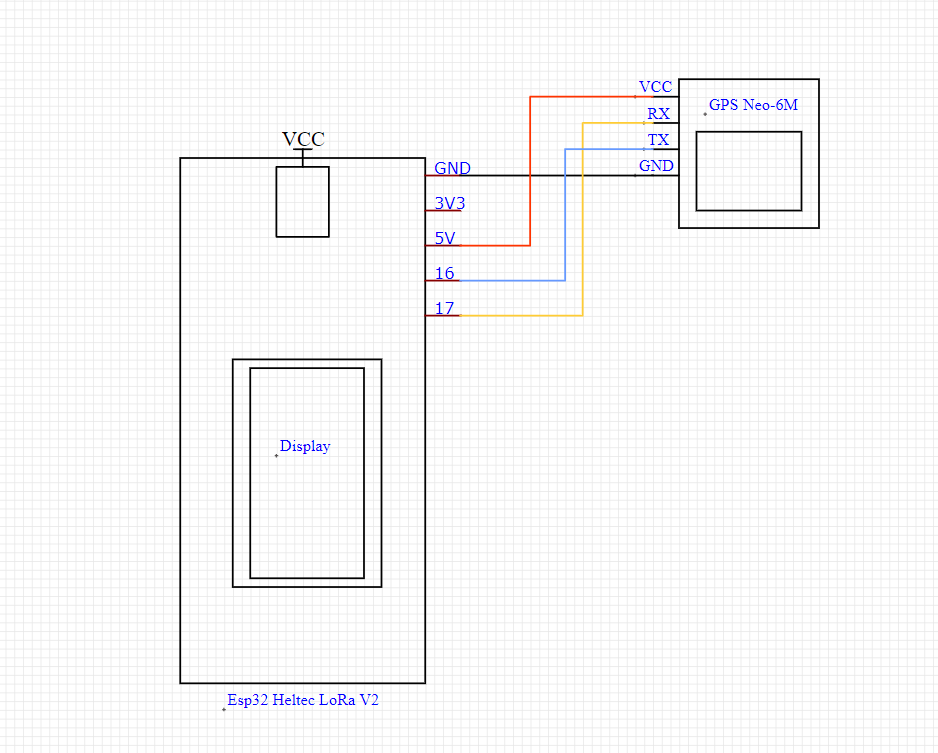 VCC
GND
3V3
5V
16
17
Display
Esp32 Heltec LoRa V2
VCC
RX
TX
GND
GPS Neo-6M